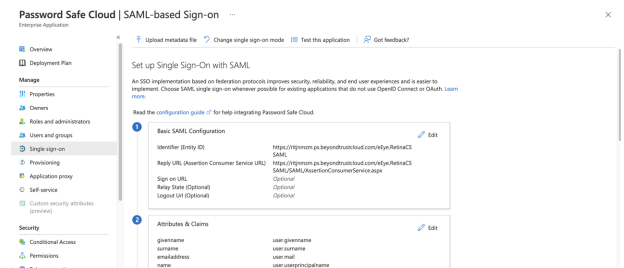 Password Safe Cloud | SAML-based Sign-on ...
Enterprise Application
Overview
Deployment Plan
Manage
Properties
Owners
Roles and administrators
Users and groups
Single sign-on
Provisioning
Application proxy
Self-service
Custom security attributes
(preview)
Security
Conditional Access
Permissions
Upload metadata file Change single sign-on mode Test this application Got feedback?
Set up Single Sign-On with SAML
An SSO implementation based on federation protocols improves security, reliability, and end user experiences and is easier to
implement. Choose SAML single sign-on whenever possible for existing applications that do not use OpenID Connect or OAuth. Learn
more.
Read the configuration guide for help integrating Password Safe Cloud.
1
Basic SAML Configuration Edit
Identifier (Entity ID) https://ritjnmzm.ps.beyondtrustcloud.com/eEye.RetinaCS
SAML
Reply URL (Assertion Consumer Service URL) https://ritjnmzm.ps.beyondtrustcloud.com/eEye.RetinaCS
SAML/SAML/AssertionConsumerService.aspx
Sign on URL Optional
Relay State (Optional) Optional
Logout Url (Optional) Optional
2
Attributes & Claims Edit
givenname user.givenname
surname user.surname
emailaddress user.mail
name user.userprincipalname